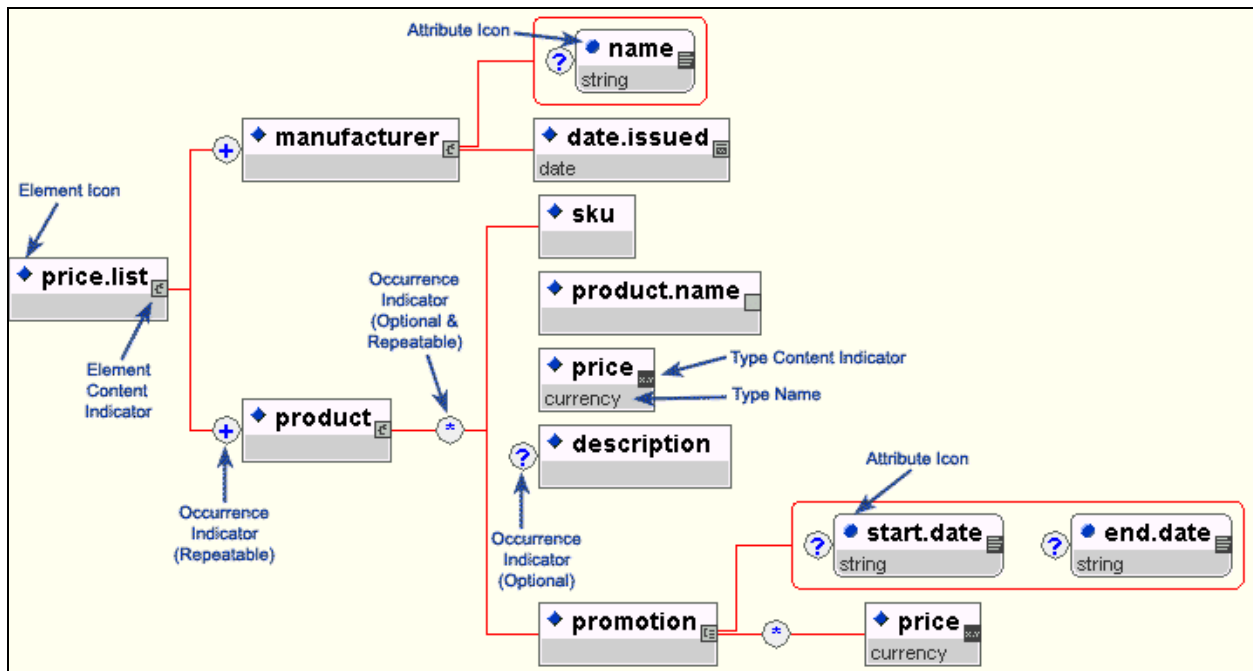 Attribute Icon
name
?
string
manufacturer
+
date.issued
date
Element Icon
sku
price.list
Occurrence
Indicator
(Optional &
Repeatable)
product.name
Element
Content
Indicator
price
x.y
currency
Type Content Indicator
Type Name
+
product
*
?
description
Occurrence
Indicator
(Repeatable)
Occurrence
Indicator
(Optional)
Attribute Icon
?
start.date
string
?
end.date
string
promotion
*
price
x.y
currency